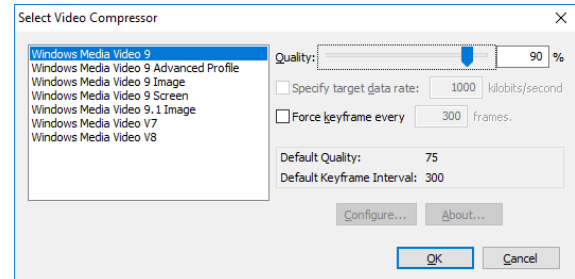 Select Video Compressor
Windows Media Video 9
Windows Media Video 9 Advanced Profile
Windows Media Video 9 Image
Windows Media Video 9 Screen
Windows Media Video 9.1 Image
Windows Media Video V7
Windows Media Video V8
Quality: 90 %
Specify target data rate: 1000 kilobits/second
Force keyframe every 300 frames.
Default Quality: 75
Default Keyframe Interval: 300
Configure... About...
OK Cancel